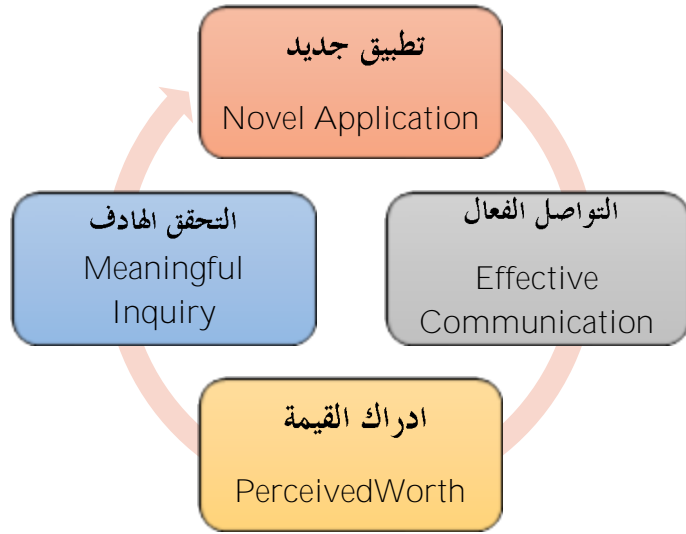 تطبيق جديد
Novel Application
التواصل الفعال
Effective
Communication
ادراك القيمة
PerceivedWorth
التحقق الهادف
Meaningful
Inquiry